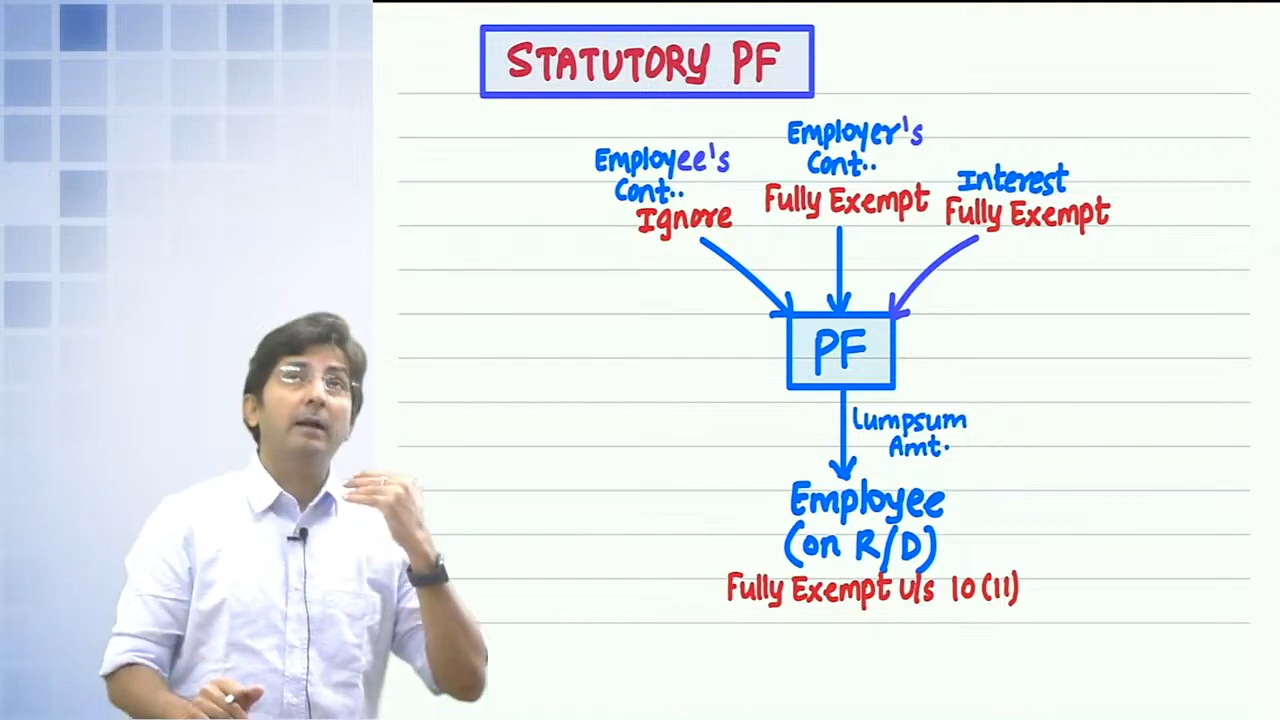 STATUTORY PF
Employee's
Cont..
Ignore
Employer's
Cont..
Fully Exempt
Interest
Fully Exempt
PF
Lumpsum
Amt.
Employee
(on R/D)
Fully Exempt u/s 10(11)